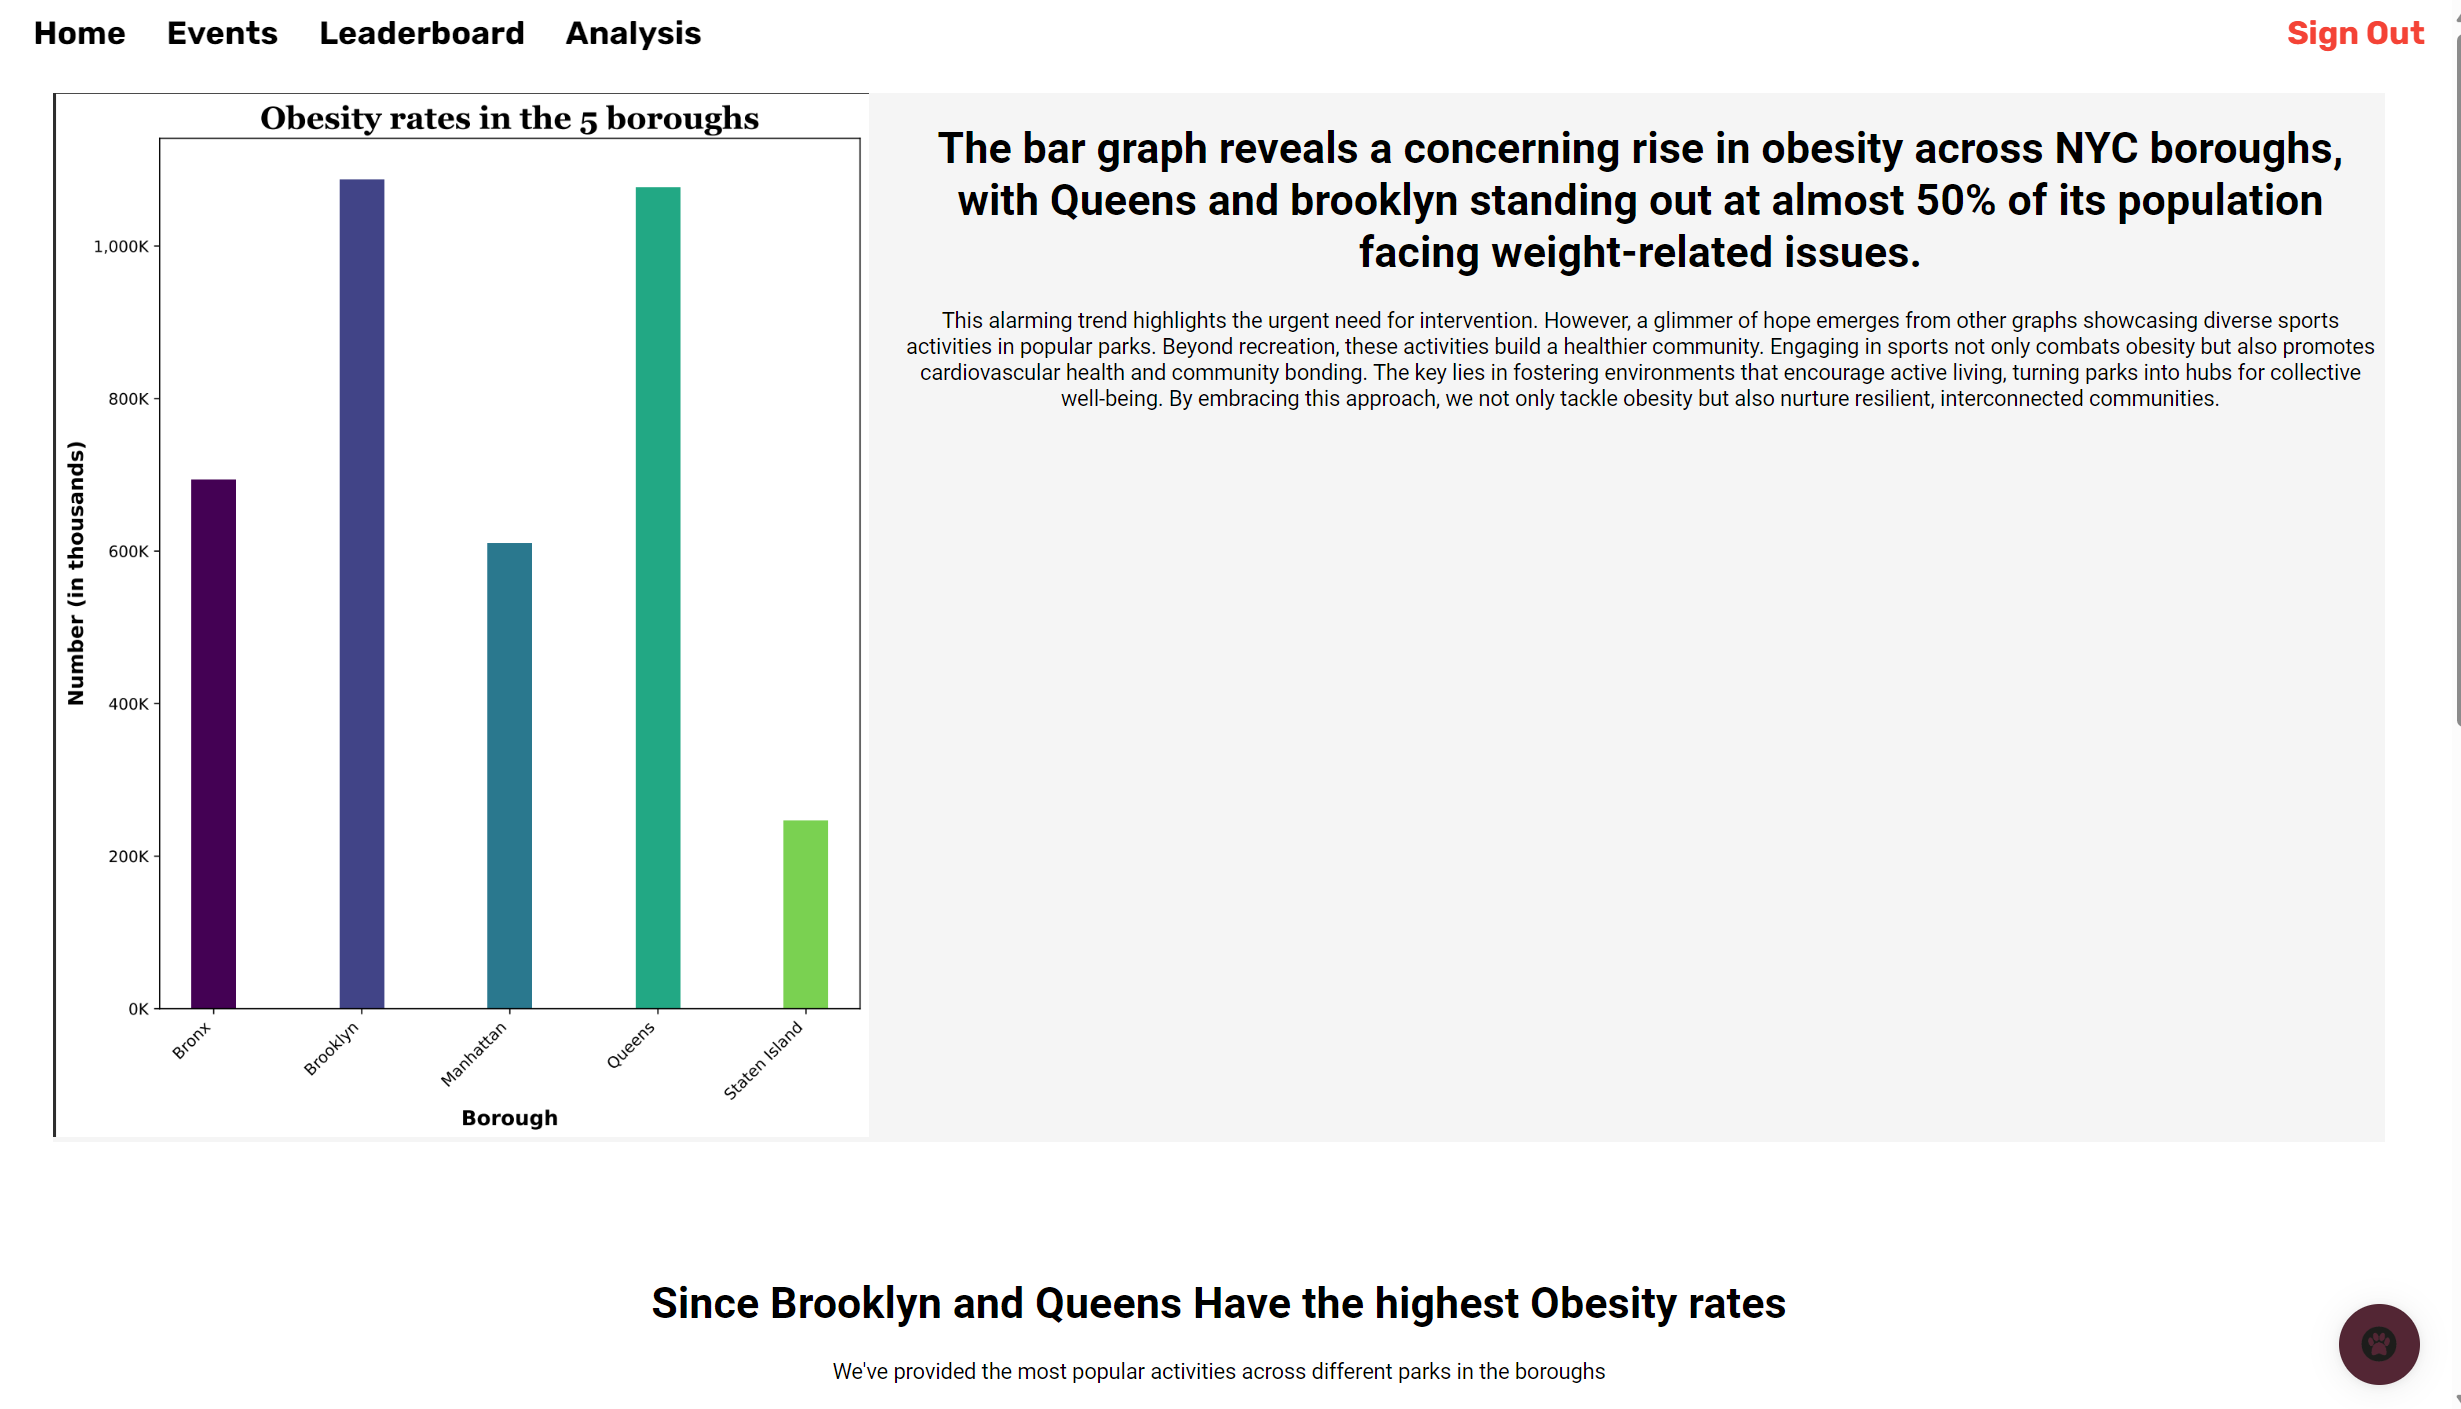 Home Events Leaderboard Analysis Sign Out
Obesity rates in the 5 boroughs
1,000K
800K
600K
400K
200K
0K
Number (in thousands)
Bronx
Brooklyn
Manhattan
Queens
Staten Island
Borough
The bar graph reveals a concerning rise in obesity across NYC boroughs,
with Queens and brooklyn standing out at almost 50% of its population
facing weight-related issues.
This alarming trend highlights the urgent need for intervention. However, a glimmer of hope emerges from other graphs showcasing diverse sports
activities in popular parks. Beyond recreation, these activities build a healthier community. Engaging in sports not only combats obesity but also promotes
cardiovascular health and community bonding. The key lies in fostering environments that encourage active living, turning parks into hubs for collective
well-being. By embracing this approach, we not only tackle obesity but also nurture resilient, interconnected communities.
Since Brooklyn and Queens Have the highest Obesity rates
We've provided the most popular activities across different parks in the boroughs